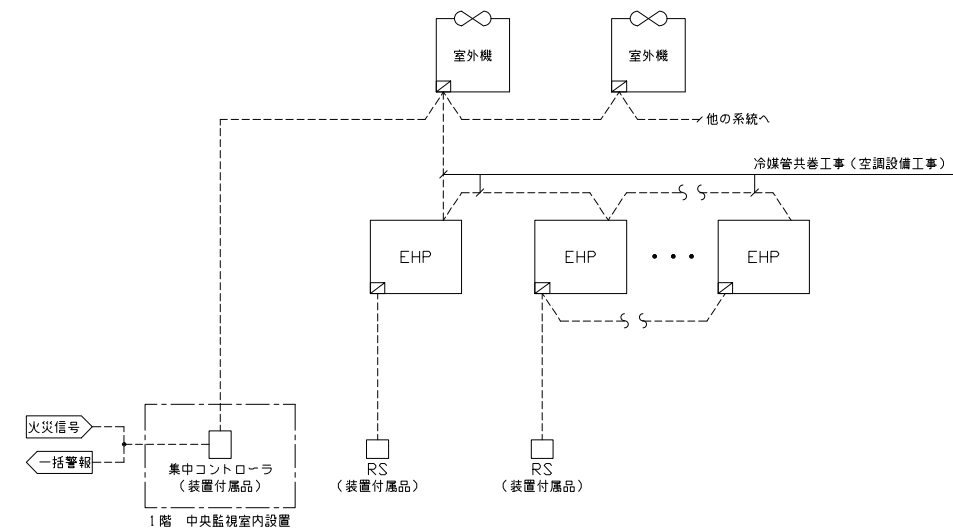 室外機
室外機
他の系統へ
冷媒管共巻工事（空調設備工事）
EHP
EHP
・・・
EHP
火災信号
一括警報
集中コントローラ
（装置付属品）
RS
（装置付属品）
RS
（装置付属品）
1階　中央監視室内設置